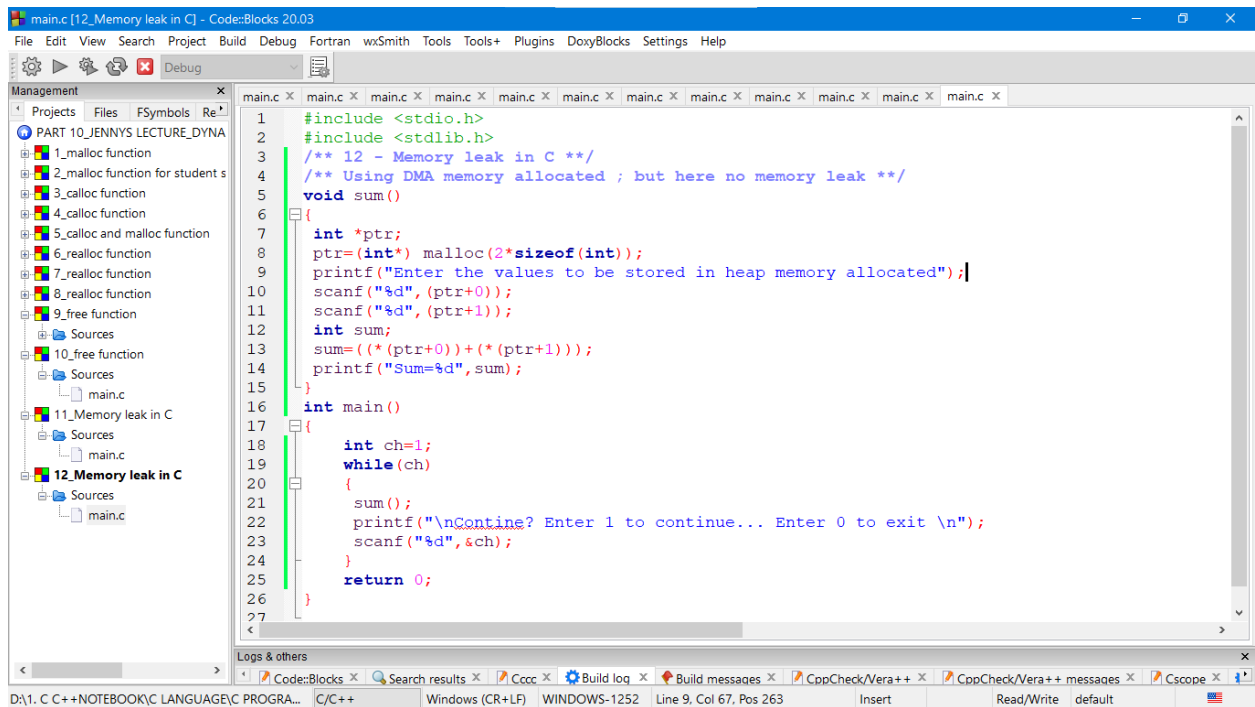 main.c [12_Memory leak in C] - Code::Blocks 20.03
File Edit View Search Project Build Debug Fortran wxSmith Tools Tools+ Plugins DoxyBlocks Settings Help
Debug
Management
Projects Files FSymbols Re
PART 10_JENNYS LECTURE_DYNA
1_malloc function
2_malloc function for student s
3_calloc function
4_calloc function
5_calloc and malloc function
6_realloc function
7_realloc function
8_realloc function
9_free function
Sources
10_free function
Sources
main.c
11_Memory leak in C
Sources
main.c
12_Memory leak in C
Sources
main.c
main.c main.c main.c main.c main.c main.c main.c main.c main.c main.c main.c main.c
1 #include <stdio.h>
2 #include <stdlib.h>
3 /** 12 - Memory leak in C **/
4 /** Using DMA memory allocated ; but here no memory leak **/
5 void sum()
6 {
7 int *ptr;
8 ptr=(int*) malloc(2*sizeof(int));
9 printf("Enter the values to be stored in heap memory allocated");
10 scanf("%d",(ptr+0));
11 scanf("%d",(ptr+1));
12 int sum;
13 sum=((*(ptr+0))+(*(ptr+1)));
14 printf("Sum=%d",sum);
15 }
16 int main()
17 {
18 int ch=1;
19 while(ch)
20 {
21 sum();
22 printf("\nContine? Enter 1 to continue... Enter 0 to exit \n");
23 scanf("%d",&ch);
24 }
25 return 0;
26 }
27
Logs & others
Code::Blocks Search results Cccc Build log Build messages CppCheck/Vera++ CppCheck/Vera++ messages Cscope
D:\1. C C++NOTEBOOK\C LANGUAGE\C PROGRA... C/C++ Windows (CR+LF) WINDOWS-1252 Line 9, Col 67, Pos 263 Insert Read/Write default